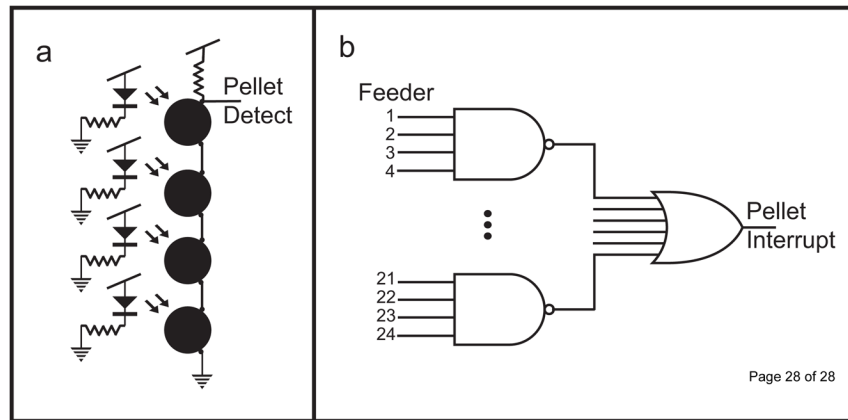 a
Pellet
Detect
b
Feeder
1
2
3
4
21
22
23
24
Pellet
Interrupt
Page 28 of 28